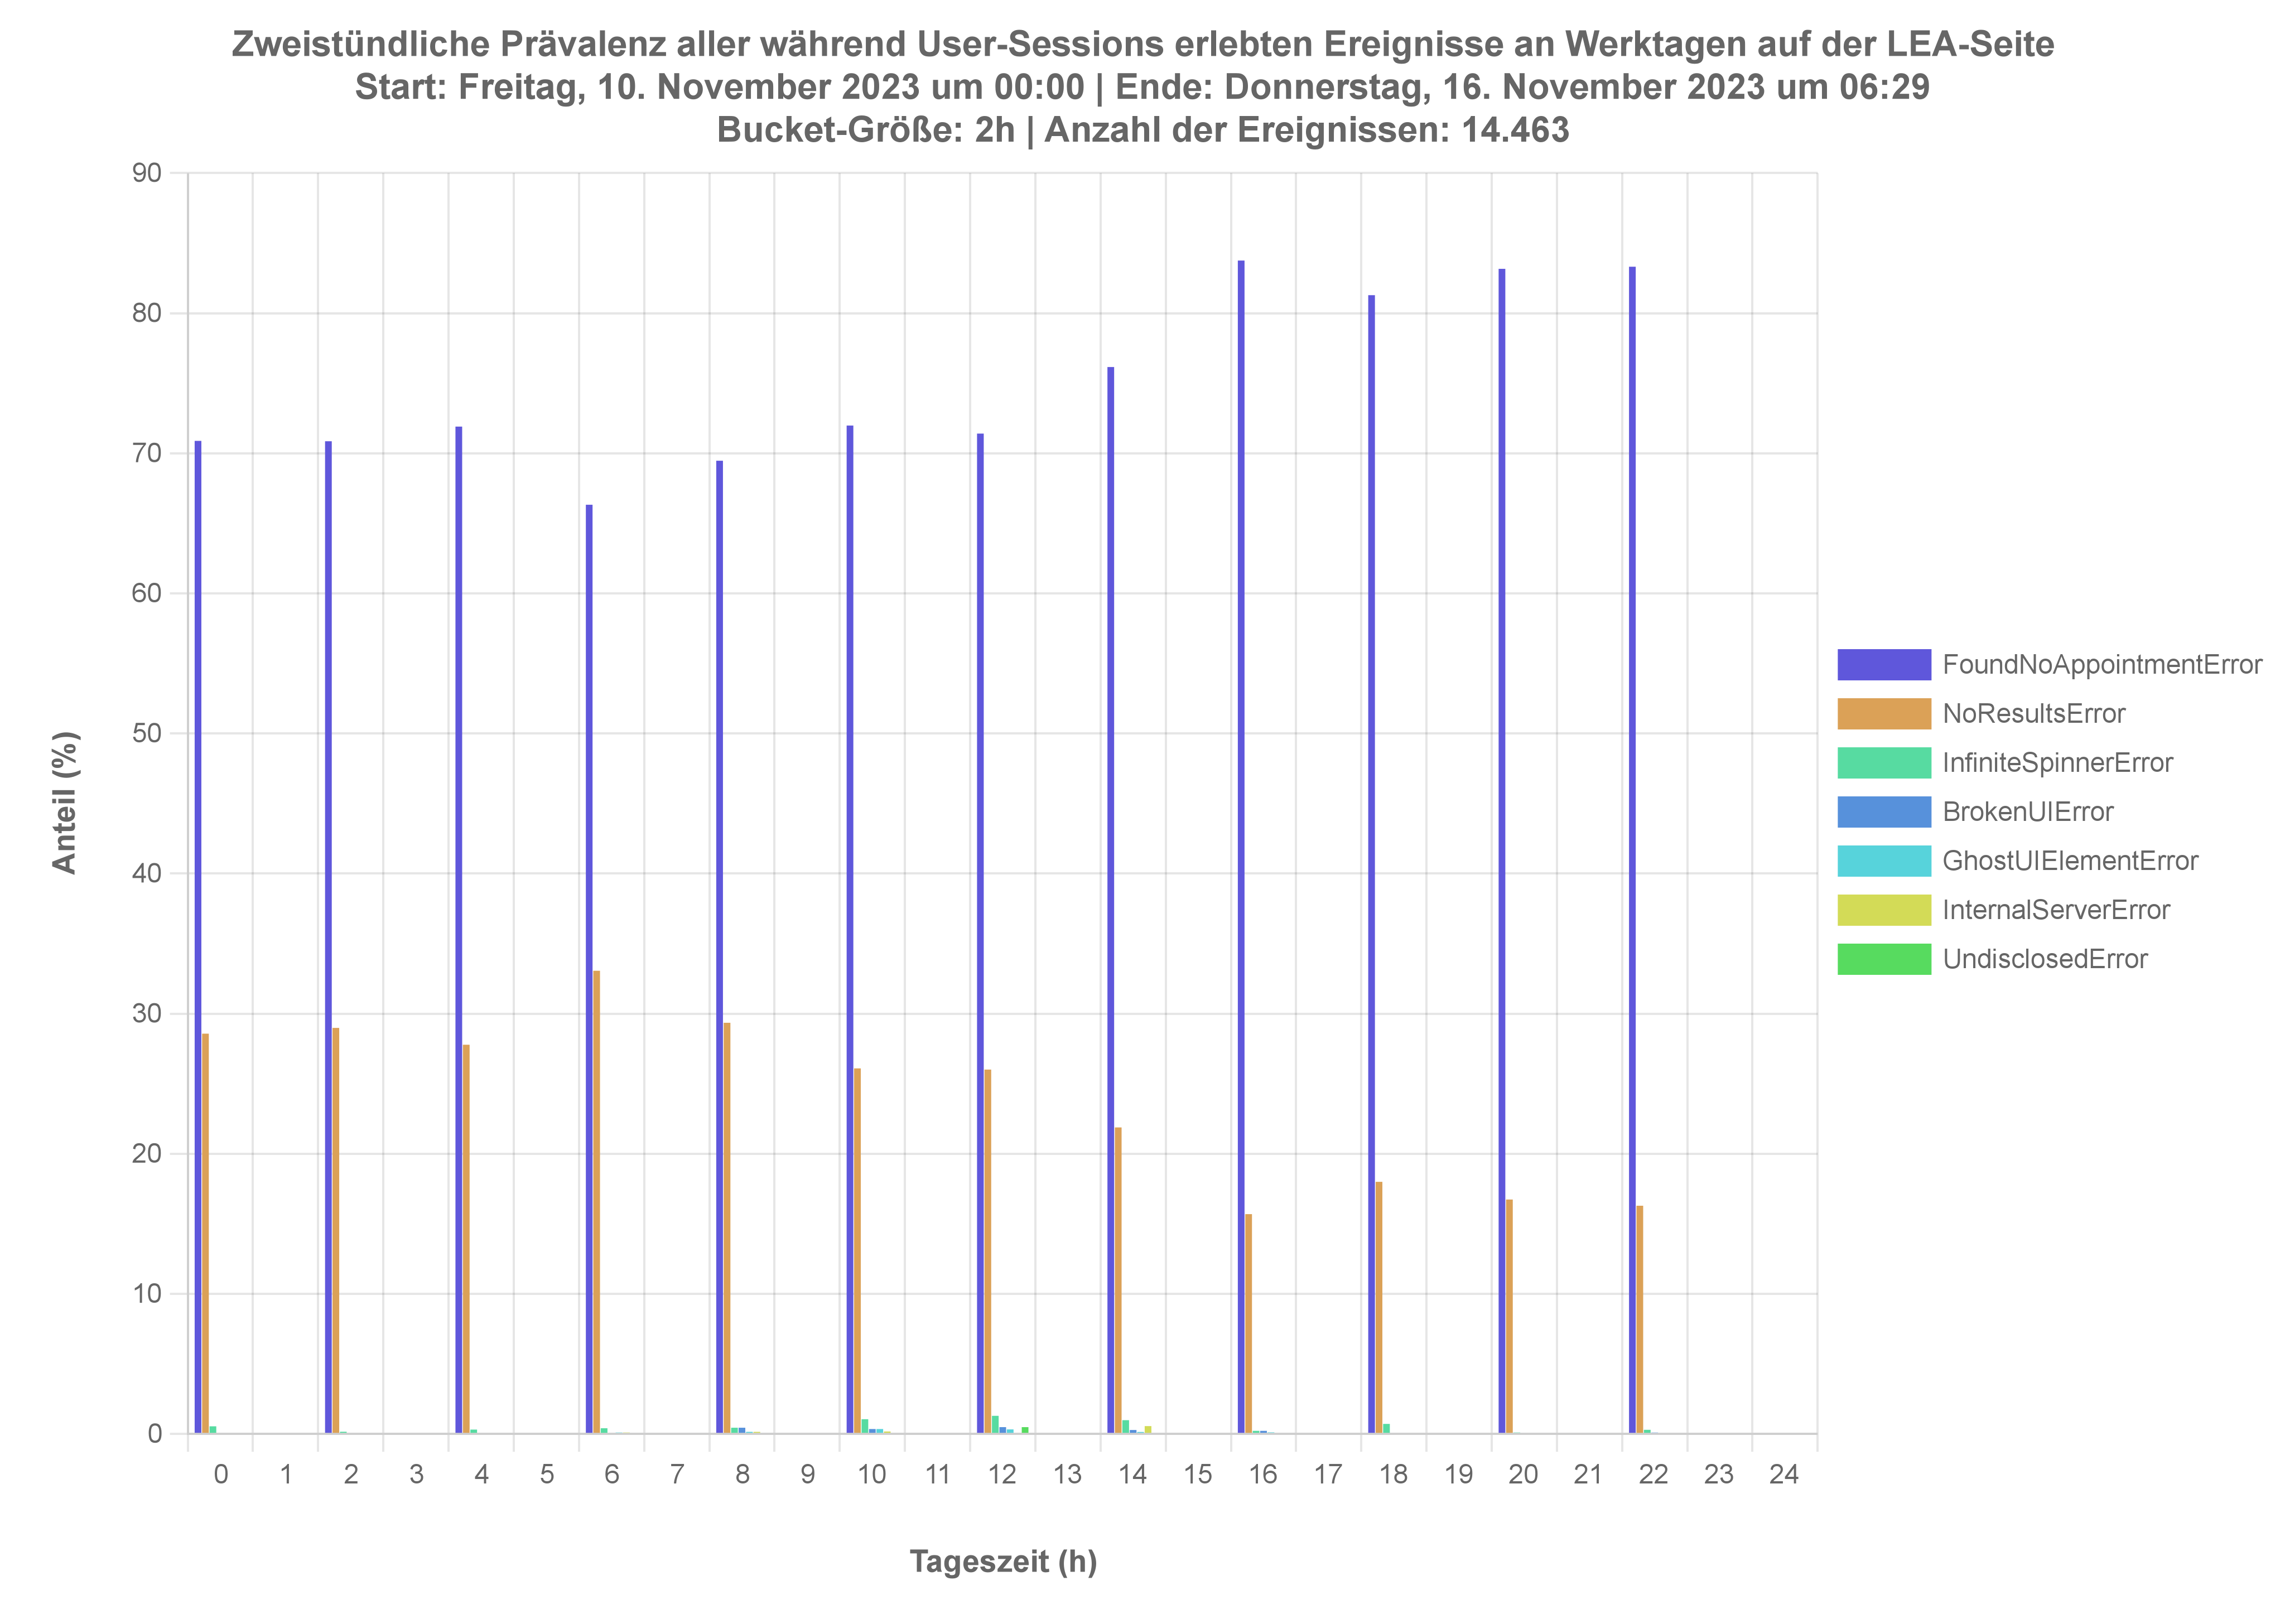 Zweistündliche Prävalenz aller während User-Sessions erlebten Ereignisse an Werktagen auf der LEA-Seite
Start: Freitag, 10. November 2023 um 00:00 | Ende: Donnerstag, 16. November 2023 um 06:29
Bucket-Größe: 2h | Anzahl der Ereignissen: 14.463
90
80
70
60
50
40
30
20
10
0
Anteil (%)
0 1 2 3 4 5 6 7 8 9 10 11 12 13 14 15 16 17 18 19 20 21 22 23 24
Tageszeit (h)
FoundNoAppointmentError
NoResultsError
InfiniteSpinnerError
BrokenUIError
GhostUIElementError
InternalServerError
UndisclosedError